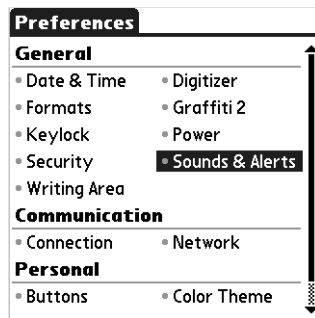 Preferences
General
Date & Time
Digitizer
Formats
Graffiti 2
Keylock
Power
Security
Sounds & Alerts
Writing Area
Communication
Connection
Network
Personal
Buttons
Color Theme